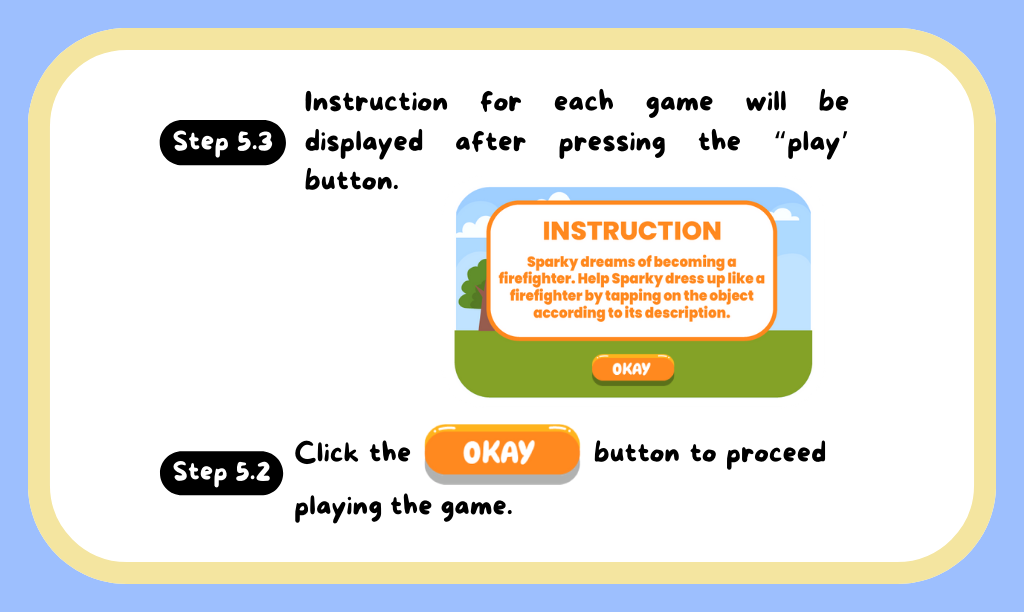 Instruction for each game will be
Step 5.3 displayed after pressing the “play’
button.
INSTRUCTION
Sparky dreams of becoming a
firefighter. Help Sparky dress up like a
firefighter by tapping on the object
according to its description.
OKAY
Step 5.2 Click the OKAY button to proceed
playing the game.